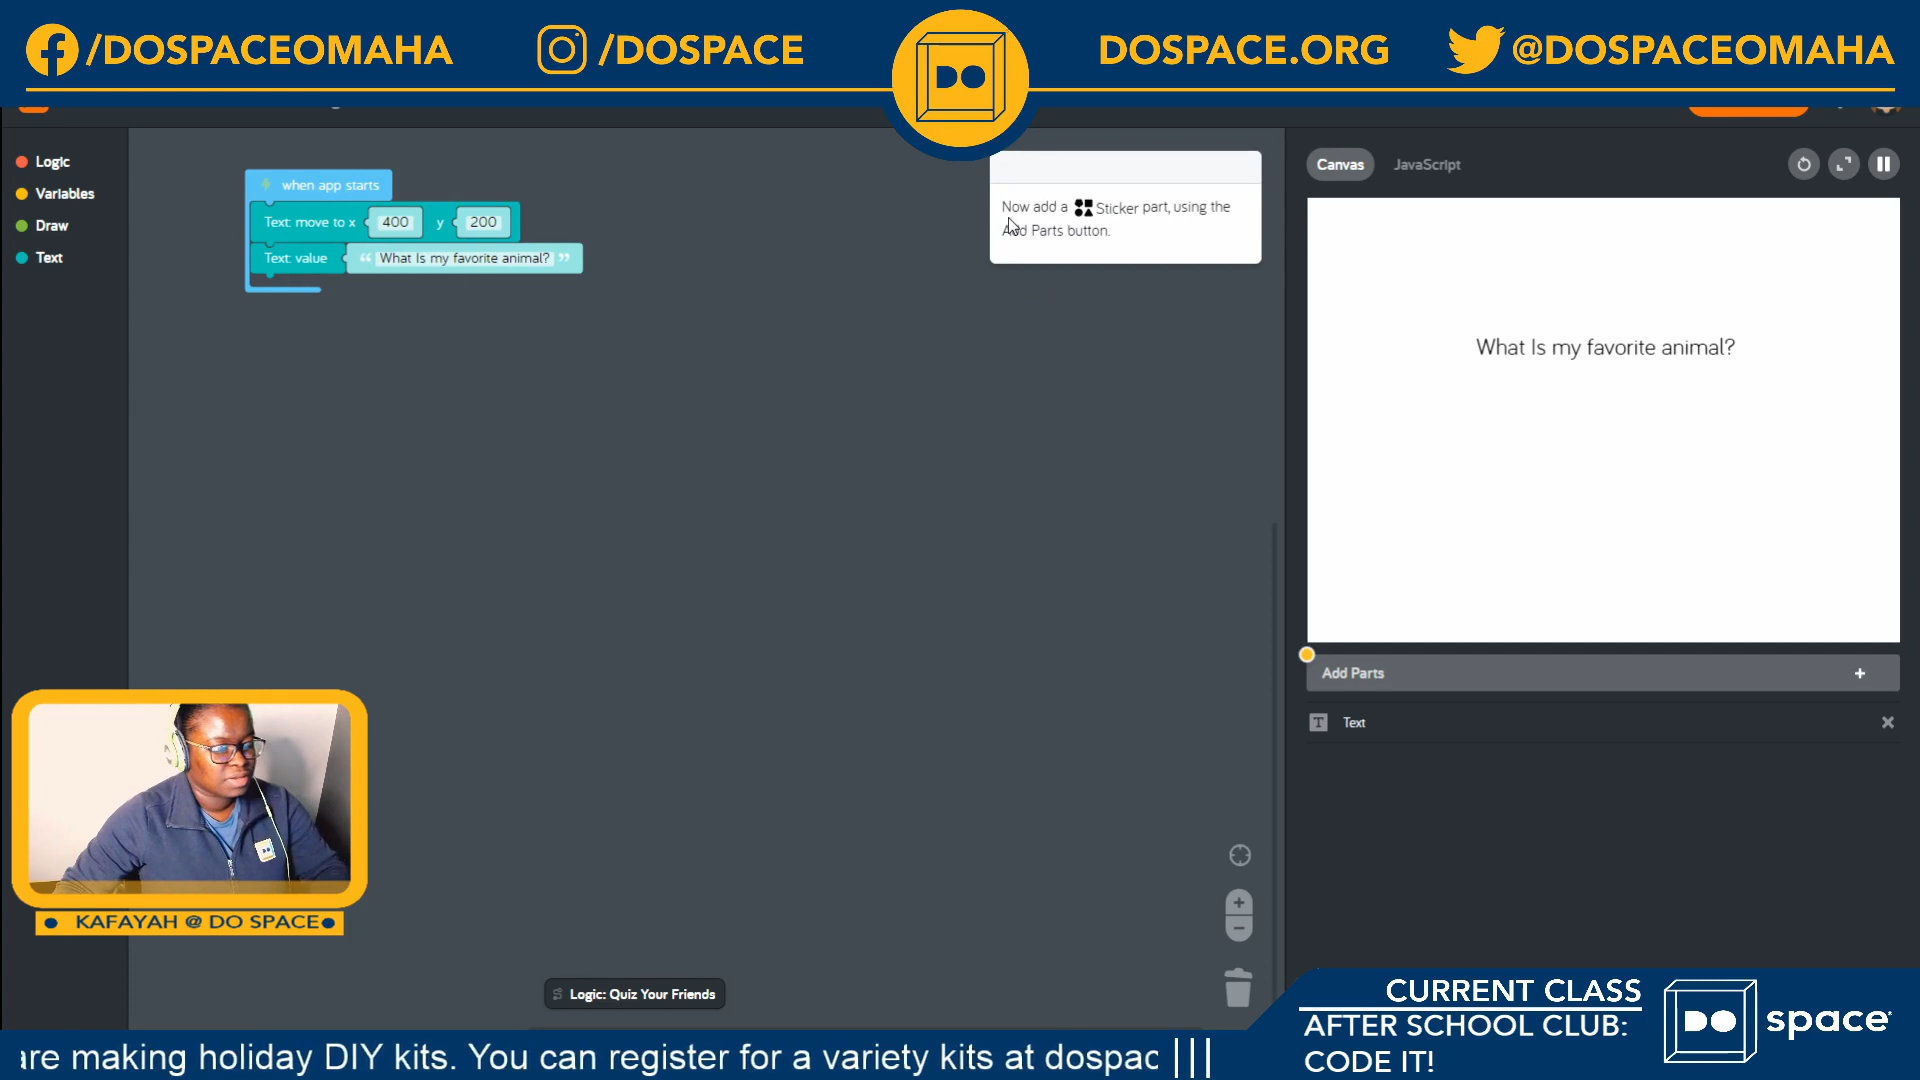 /DOSPACEOMAHA
/DOSPACE
DO
DOSPACE.ORG
@DOSPACEOMAHA
Logic
Variables
Draw
Text
when app starts
Text: move to x 400 y 200
Text: value “ What Is my favorite animal? ”
Now add a Sticker part, using the
Add Parts button.
Canvas
JavaScript
What Is my favorite animal?
Add Parts +
T Text
KAFAYAH @ DO SPACE
Logic: Quiz Your Friends
CURRENT CLASS
AFTER SCHOOL CLUB:
CODE IT!
DO space
are making holiday DIY kits. You can register for a variety kits at dospac |||